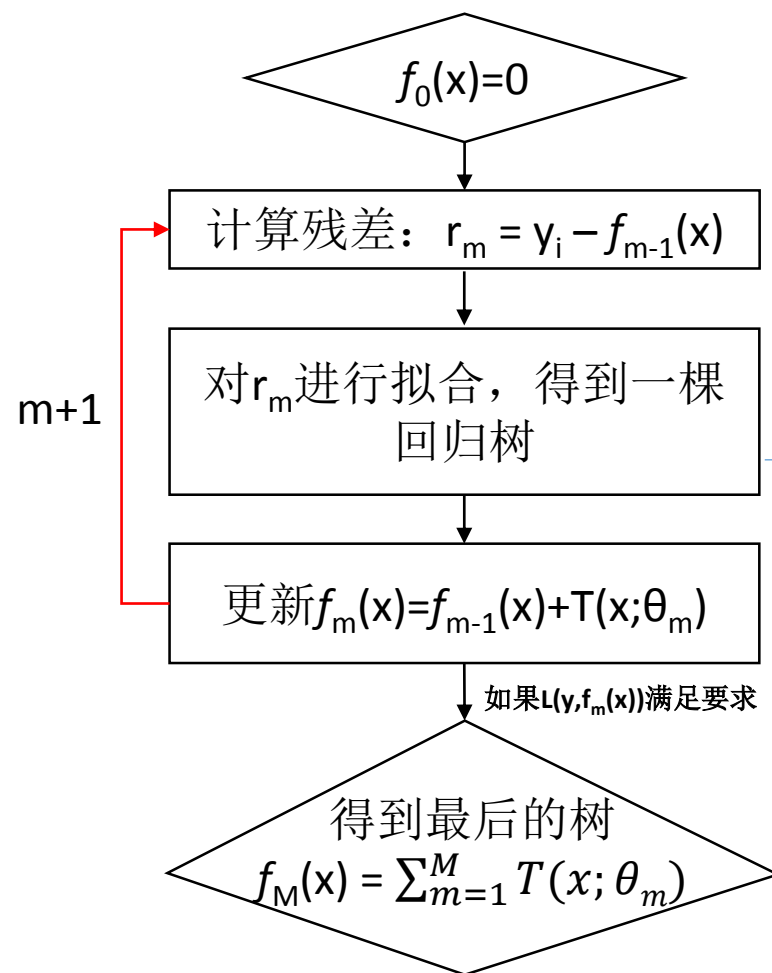 f₀(x)=0
计算残差：rₘ = yᵢ – fₘ₋₁(x)
对rₘ进行拟合，得到一棵
回归树
m+1
更新fₘ(x)=fₘ₋₁(x)+T(x;θₘ)
如果L(y,fₘ(x))满足要求
得到最后的树
f_M(x) = ∑_{m=1}^{M} T(x; θₘ)